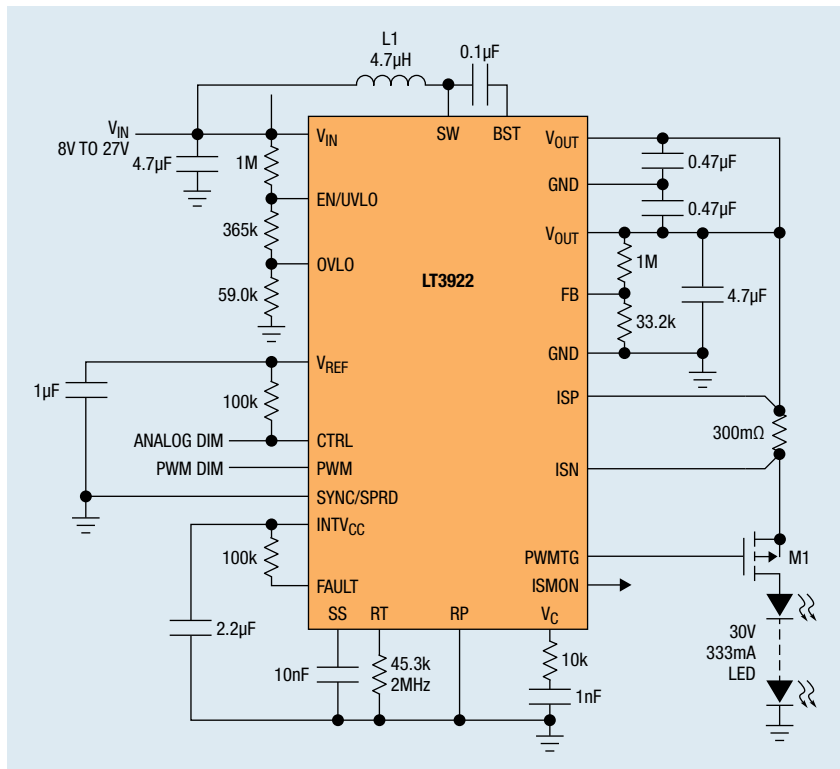 L1
4.7µH
0.1µF
VIN
8V TO 27V
4.7µF
1M
365k
59.0k
VIN
EN/UVLO
OVLO
SW
BST
VOUT
GND
VOUT
FB
GND
0.47µF
0.47µF
1M
33.2k
4.7µF
LT3922
1µF
100k
ANALOG DIM
PWM DIM
VREF
CTRL
PWM
SYNC/SPRD
INTVCC
FAULT
100k
2.2µF
ISP
ISN
300mΩ
PWMTG
ISMON
M1
SS
RT
RP
VC
10nF
45.3k
2MHz
10k
1nF
30V
333mA
LED